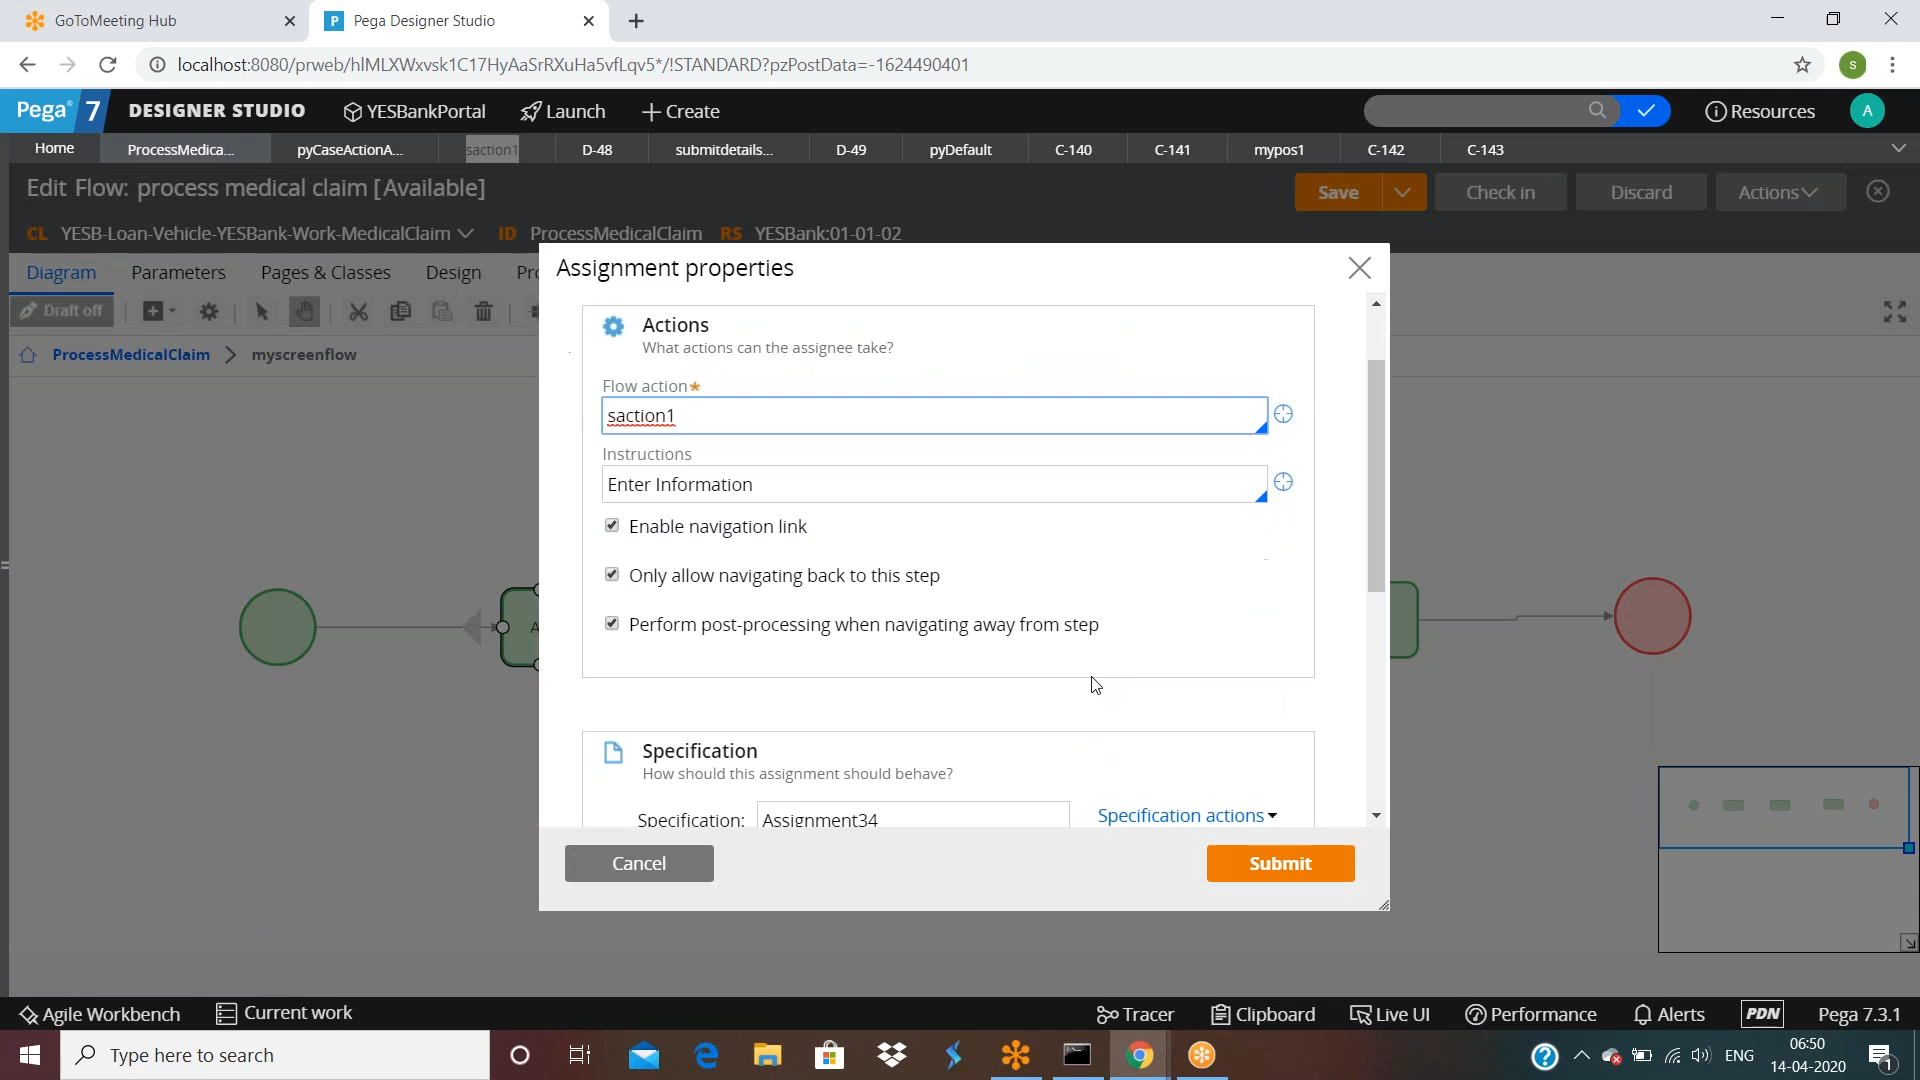 GoToMeeting Hub
Pega Designer Studio
localhost:8080/prweb/hlMLXWxvsk1C17HyAaSrRXuHa5vfLqv5*/!STANDARD?pzPostData=-1624490401
S
Pega 7 DESIGNER STUDIO YESBankPortal Launch Create Resources A
Home ProcessMedica... pyCaseActionA... saction1 D-48 submitdetails... D-49 pyDefault C-140 C-141 mypos1 C-142 C-143
Edit Flow: process medical claim [Available]
Save Check in Discard Actions
CL YESB-Loan-Vehicle-YESBank-Work-MedicalClaim ID ProcessMedicalClaim RS YESBank:01-01-02
Diagram Parameters Pages & Classes Design
Draft off
ProcessMedicalClaim myscreenflow
Assignment properties
Actions
What actions can the assignee take?
Flow action*
saction1
Instructions
Enter Information
Enable navigation link
Only allow navigating back to this step
Perform post-processing when navigating away from step
Specification
How should this assignment should behave?
Specification: Assignment34 Specification actions
Cancel Submit
Agile Workbench Current work Tracer Clipboard Live UI Performance Alerts PDN Pega 7.3.1
Type here to search
ENG
06:50
14-04-2020
1